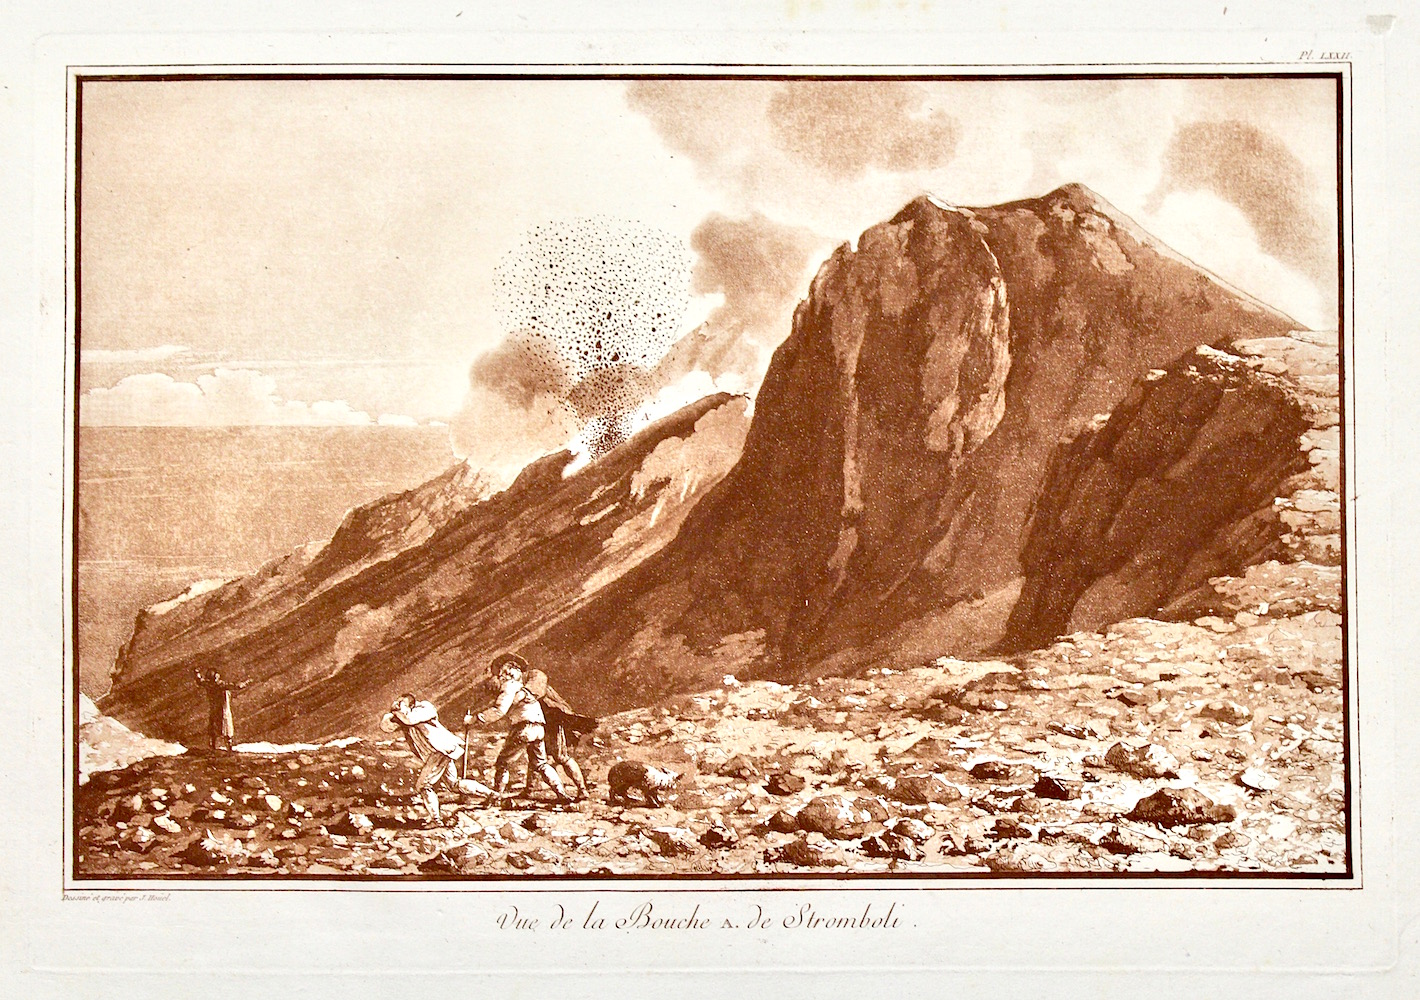 Pl. LXXII.
Dessiné et gravé par J. Houel.
Vue de la Bouche A. de Stromboli.